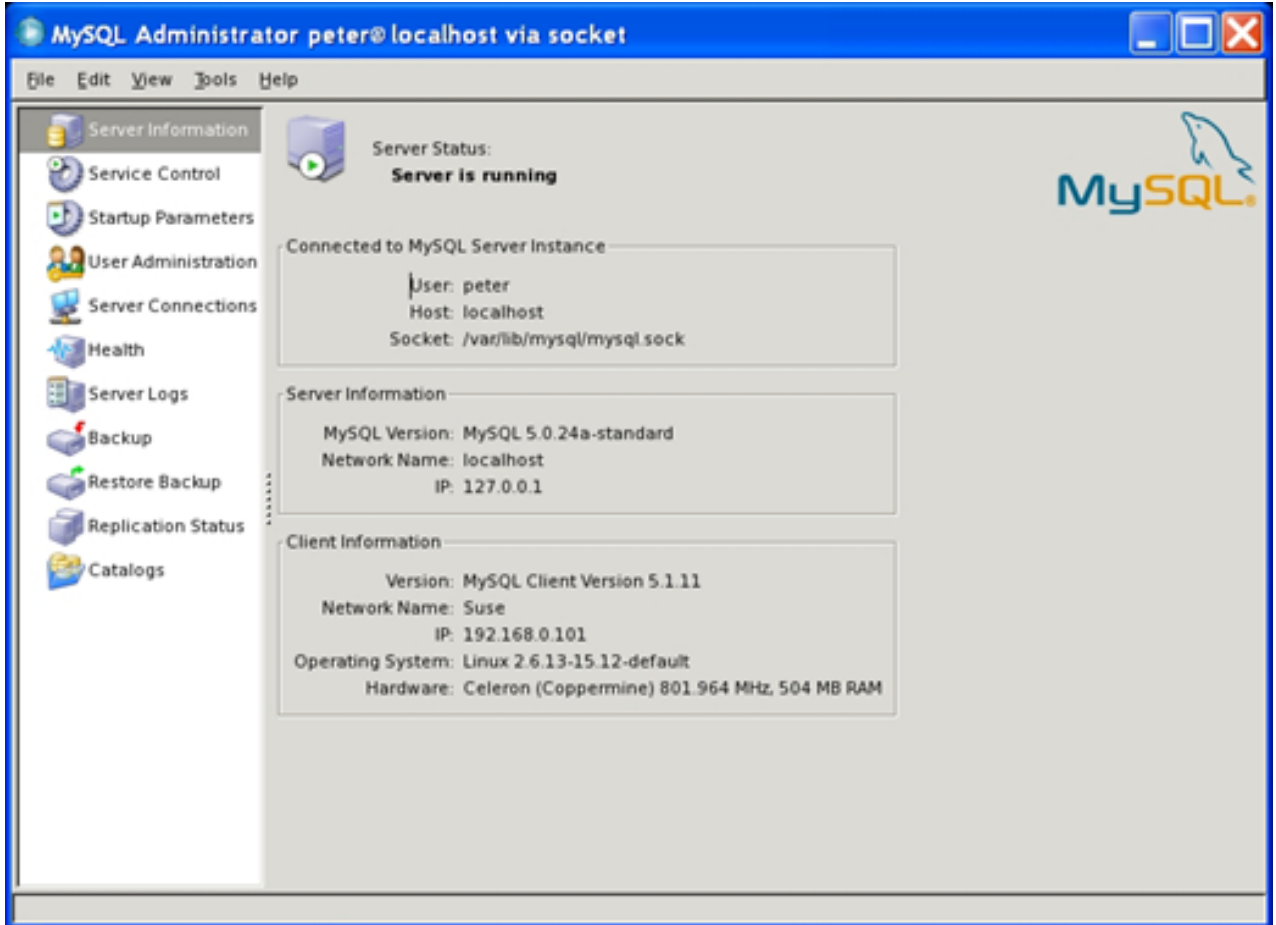 MySQL Administrator peter@localhost via socket
File Edit View Tools Help
Server Information
Service Control
Startup Parameters
User Administration
Server Connections
Health
Server Logs
Backup
Restore Backup
Replication Status
Catalogs
Server Status:
Server is running
MySQL®
Connected to MySQL Server Instance
User: peter
Host: localhost
Socket: /var/lib/mysql/mysql.sock
Server Information
MySQL Version: MySQL 5.0.24a-standard
Network Name: localhost
IP: 127.0.0.1
Client Information
Version: MySQL Client Version 5.1.11
Network Name: Suse
IP: 192.168.0.101
Operating System: Linux 2.6.13-15.12-default
Hardware: Celeron (Coppermine) 801.964 MHz, 504 MB RAM